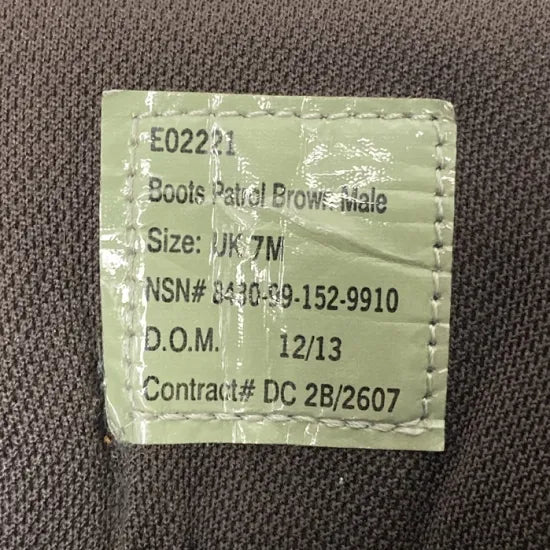 E02221
Boots Patrol Brown Male
Size: UK 7M
NSN# 8430-99-152-9910
D.O.M. 12/13
Contract# DC 2B/2607